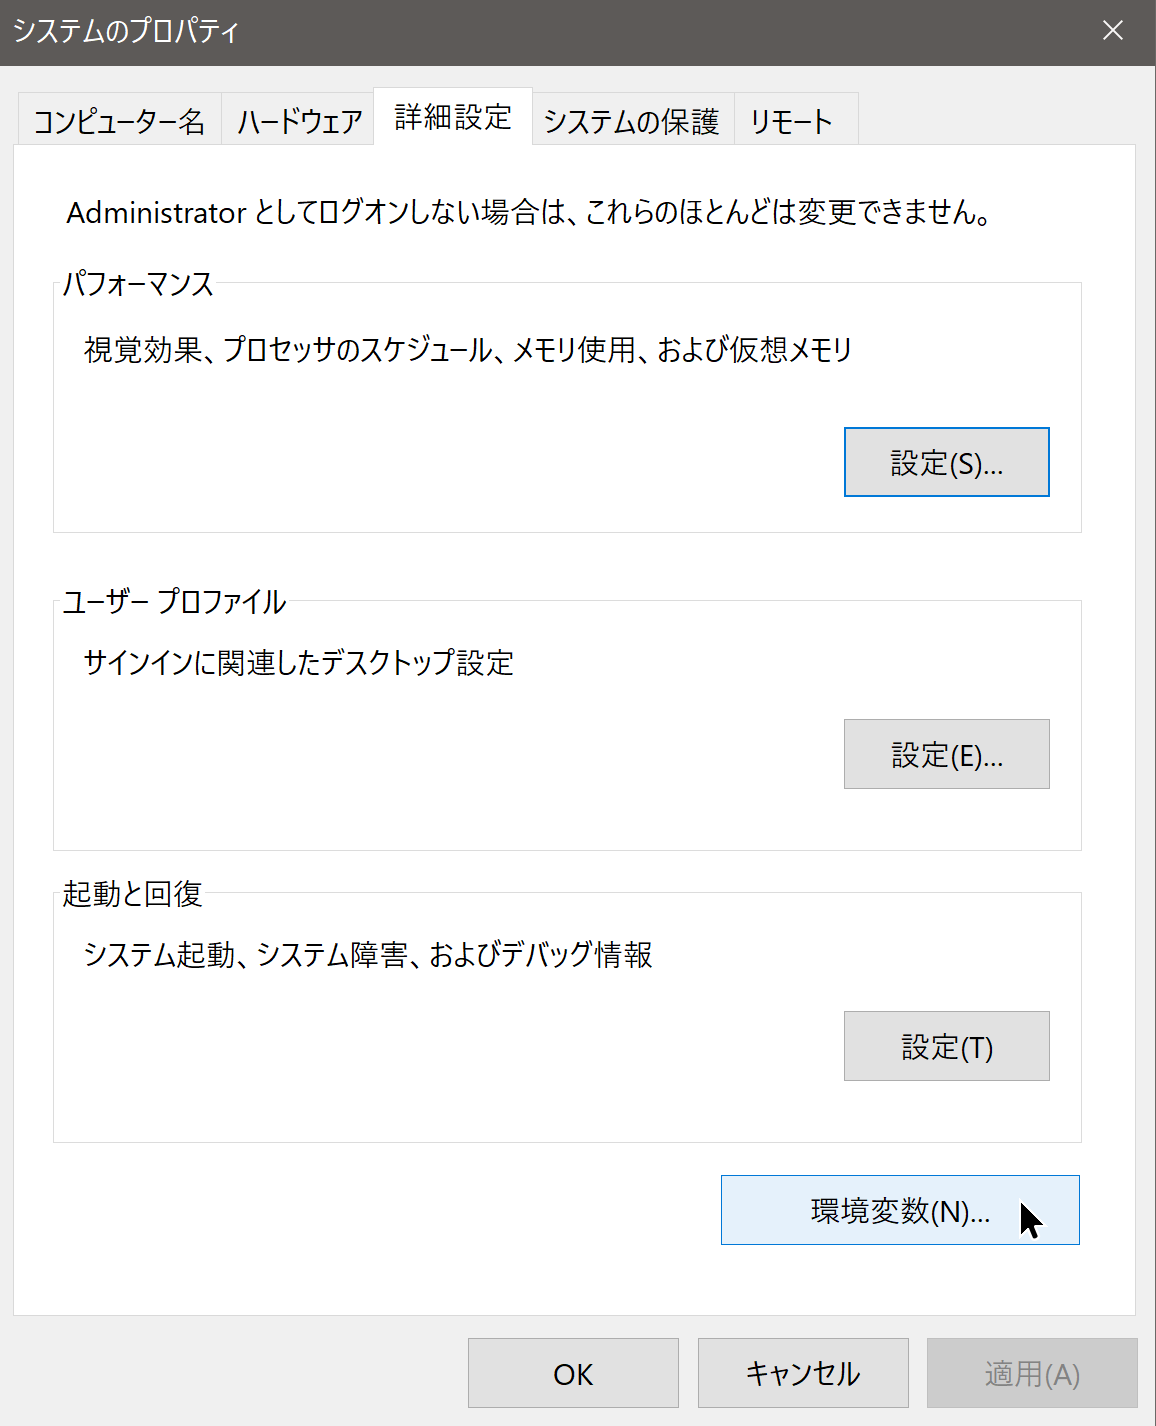 システムのプロパティ
コンピューター名 ハードウェア 詳細設定 システムの保護 リモート
Administrator としてログオンしない場合は、これらのほとんどは変更できません。
パフォーマンス
視覚効果、プロセッサのスケジュール、メモリ使用、および仮想メモリ
設定(S)...
ユーザー プロファイル
サインインに関連したデスクトップ設定
設定(E)...
起動と回復
システム起動、システム障害、およびデバッグ情報
設定(T)
環境変数(N)...
OK キャンセル 適用(A)